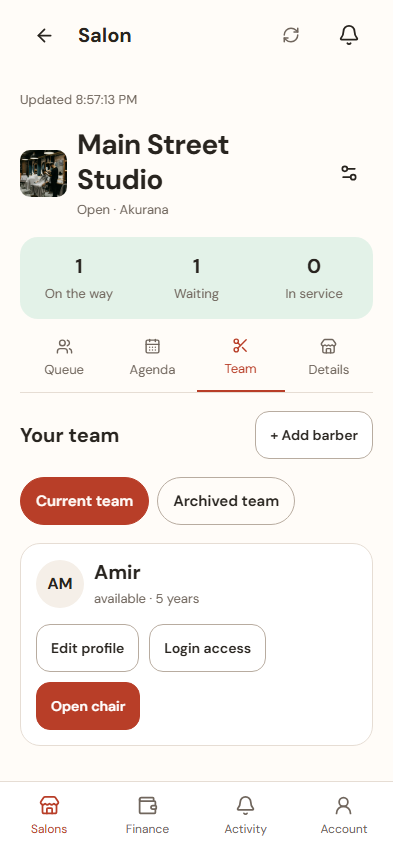 Salon
Updated 8:57:13 PM
Main Street
Studio
Open · Akurana
1
On the way
1
Waiting
0
In service
Queue
Agenda
Team
Details
Your team
+ Add barber
Current team
Archived team
AM
Amir
available · 5 years
Edit profile
Login access
Open chair
Salons
Finance
Activity
Account